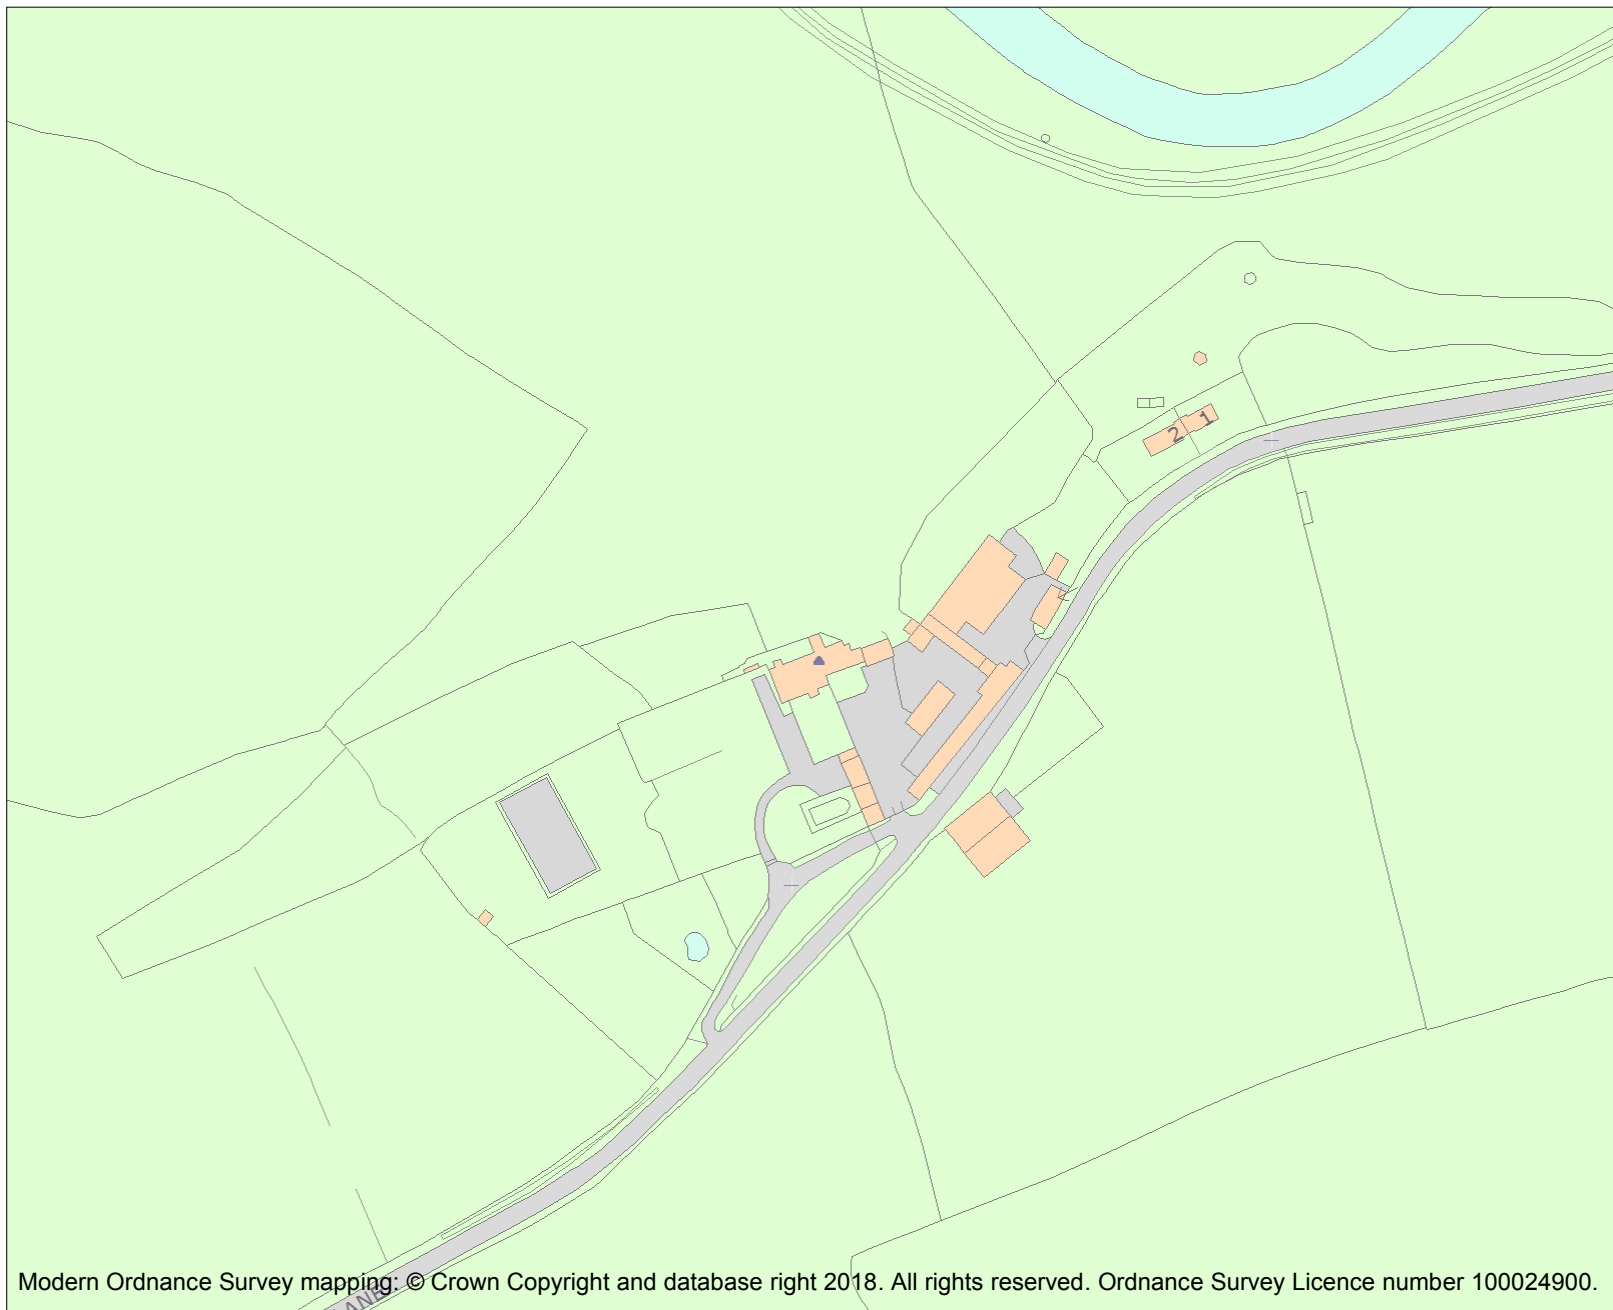 1
2
LANE
Modern Ordnance Survey mapping: © Crown Copyright and database right 2018. All rights reserved. Ordnance Survey Licence number 100024900.